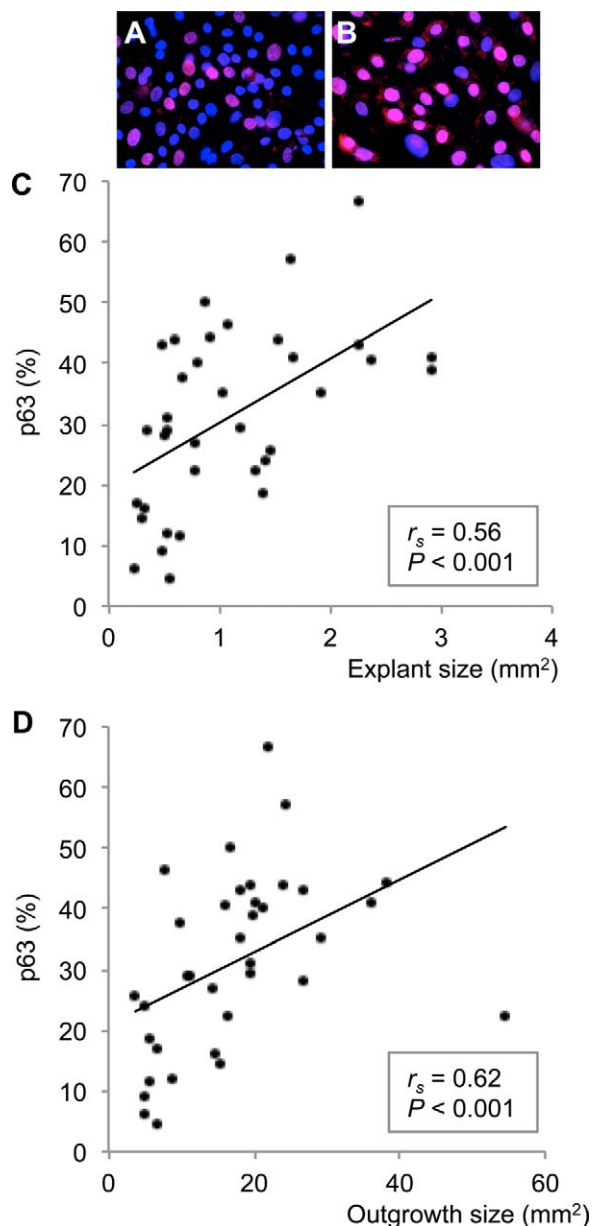 A B
C
70
60
50
40
30
20
10
0
p63 (%)
r_s = 0.56
P < 0.001
0 1 2 3 4
Explant size (mm²)
D
70
60
50
40
30
20
10
0
p63 (%)
r_s = 0.62
P < 0.001
0 20 40 60
Outgrowth size (mm²)